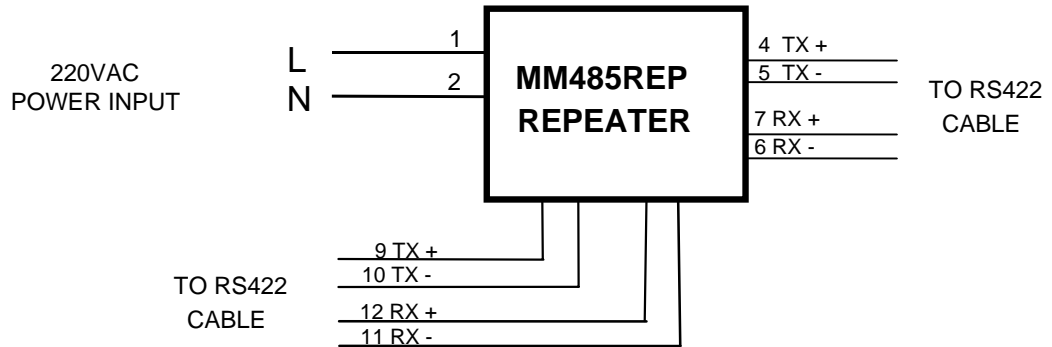 220VAC
POWER INPUT
L
N
1
2
MM485REP
REPEATER
4 TX +
5 TX -
7 RX +
6 RX -
TO RS422
CABLE
9 TX +
10 TX -
12 RX +
11 RX -
TO RS422
CABLE